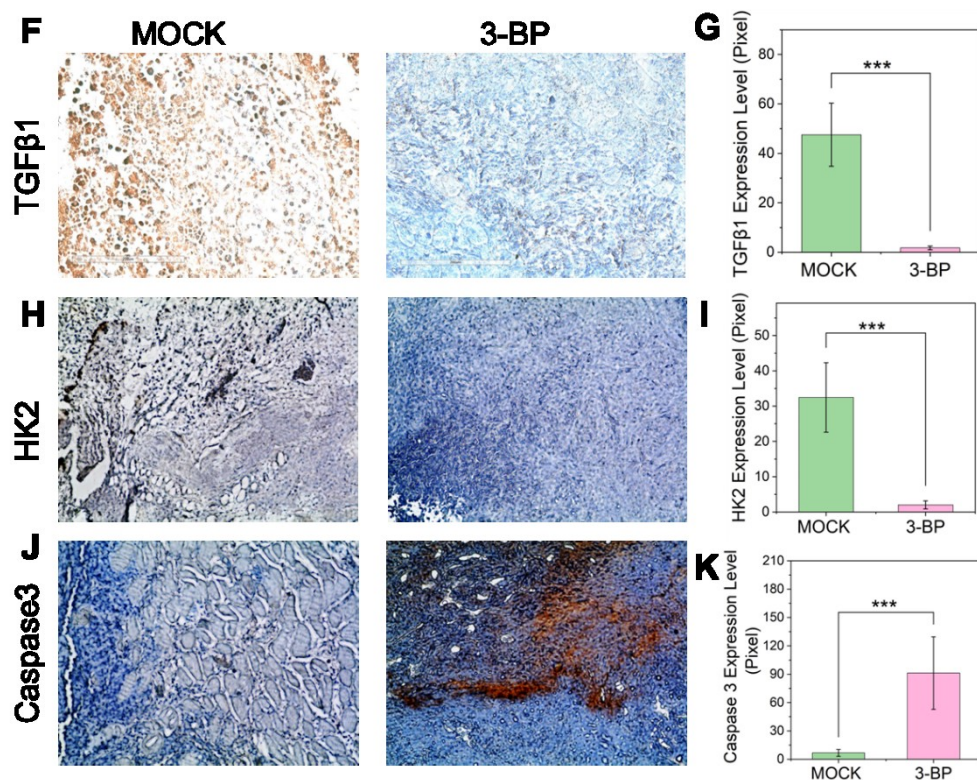 F MOCK 3-BP
TGFβ1
G
TGFβ1 Expression Level (Pixel)
80
60
40
20
0
***
MOCK 3-BP
H
HK2
I
HK2 Expression Level (Pixel)
50
40
30
20
10
0
***
MOCK 3-BP
J
Caspase3
K
Caspase 3 Expression Level
(Pixel)
210
180
150
120
90
60
30
0
***
MOCK 3-BP